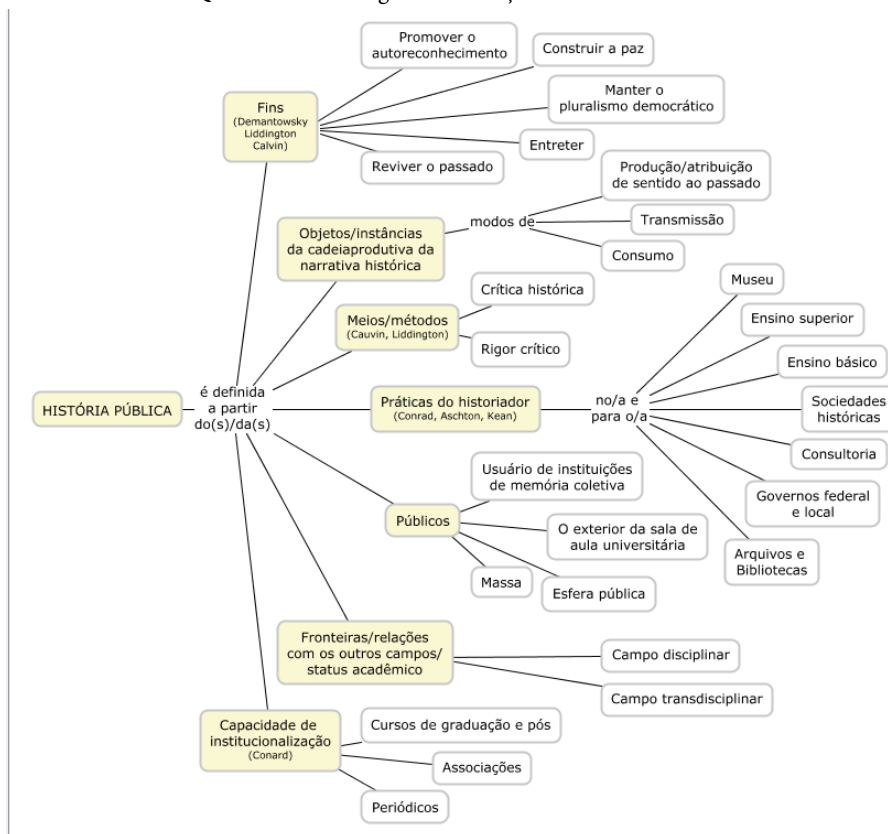 Promover o
autoreconhecimento
Construir a paz
Fins
(Demantowsky
Liddington
Calvin)
Manter o
pluralismo democrático
Entreter
Reviver o passado
Objetos/instâncias
da cadeiaprodutiva da
narrativa histórica
modos de
Produção/atribuição
de sentido ao passado
Transmissão
Consumo
Meios/métodos
(Cauvin, Liddington)
Crítica histórica
Rigor crítico
HISTÓRIA PÚBLICA
é definida
a partir
do(s)/da(s)
Práticas do historiador
(Conrad, Aschton, Kean)
no/a e
para o/a
Museu
Ensino superior
Ensino básico
Sociedades
históricas
Consultoria
Governos federal
e local
Arquivos e
Bibliotecas
Públicos
Usuário de instituições
de memória coletiva
O exterior da sala de
aula universitária
Esfera pública
Massa
Fronteiras/relações
com os outros campos/
status acadêmico
Campo disciplinar
Campo transdisciplinar
Capacidade de
institucionalização
(Conard)
Cursos de graduação e pós
Associações
Periódicos